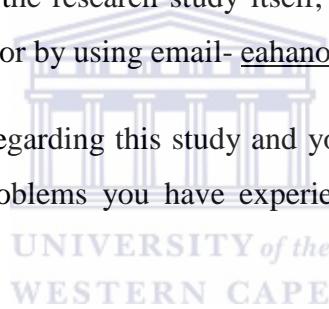 the research study itself,
or by using email- eahano
egarding this study and yo
oblems you have experie
UNIVERSITY of the
WESTERN CAPE